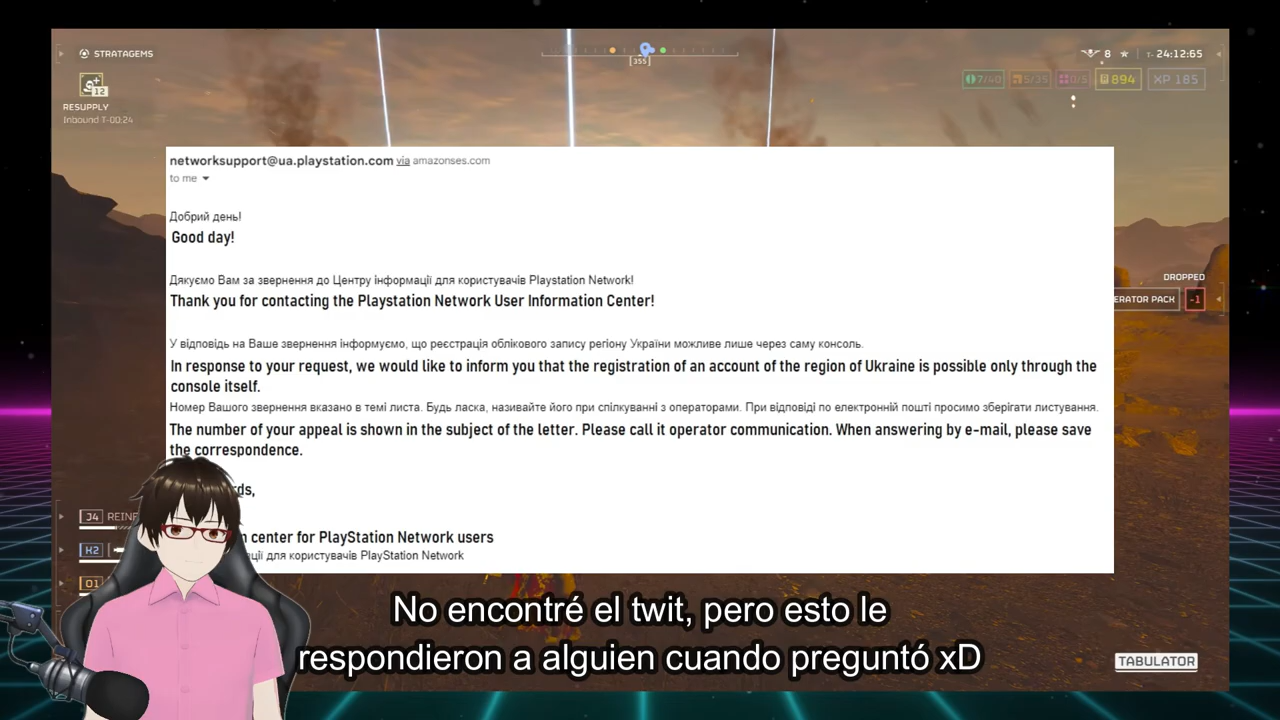 STRATAGEMS
12
RESUPPLY
Inbound T-00:24
[355]
8
T- 24:12:65
7/40
5/35
0/5
894
XP 185
networksupport@ua.playstation.com via amazonses.com
to me
Добрий день!
Good day!
Дякуємо Вам за звернення до Центру інформації для користувачів Playstation Network!
Thank you for contacting the Playstation Network User Information Center!
У відповідь на Ваше звернення інформуємо, що реєстрація облікового запису регіону України можливе лише через саму консоль.
In response to your request, we would like to inform you that the registration of an account of the region of Ukraine is possible only through the
console itself.
Номер Вашого звернення вказано в темі листа. Будь ласка, називайте його при спілкуванні з операторами. При відповіді по електронній пошті просимо зберігати листування.
The number of your appeal is shown in the subject of the letter. Please call it operator communication. When answering by e-mail, please save
the correspondence.
rds,
center for PlayStation Network users
ації для користувачів PlayStation Network
DROPPED
ERATOR PACK
-1
J4 REINF
H2
O1
No encontré el twit, pero esto le
respondieron a alguien cuando preguntó xD
TABULATOR